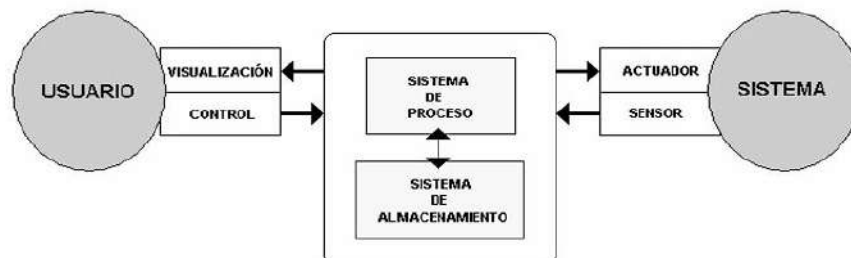 USUARIO
VISUALIZACIÓN
CONTROL
SISTEMA
DE
PROCESO
SISTEMA
DE
ALMACENAMIENTO
ACTUADOR
SENSOR
SISTEMA